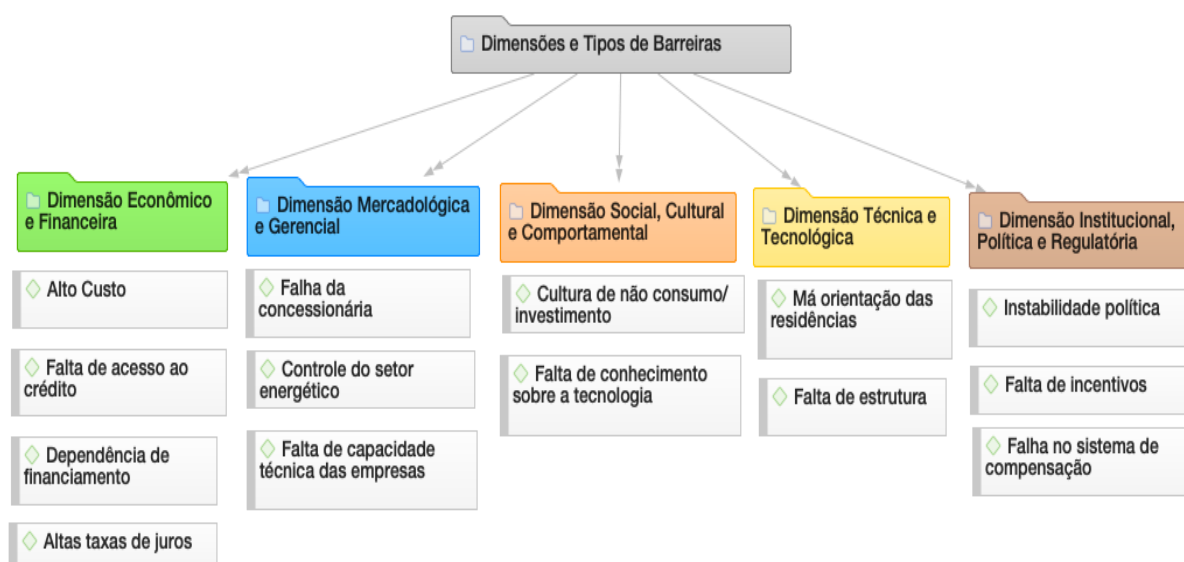 Dimensões e Tipos de Barreiras
Dimensão Econômico
e Financeira
Alto Custo
Falta de acesso ao
crédito
Dependência de
financiamento
Altas taxas de juros
Dimensão Mercadológica
e Gerencial
Falha da
concessionária
Controle do setor
energético
Falta de capacidade
técnica das empresas
Dimensão Social, Cultural
e Comportamental
Cultura de não consumo/
investimento
Falta de conhecimento
sobre a tecnologia
Dimensão Técnica e
Tecnológica
Má orientação das
residências
Falta de estrutura
Dimensão Institucional,
Política e Regulatória
Instabilidade política
Falta de incentivos
Falha no sistema de
compensação